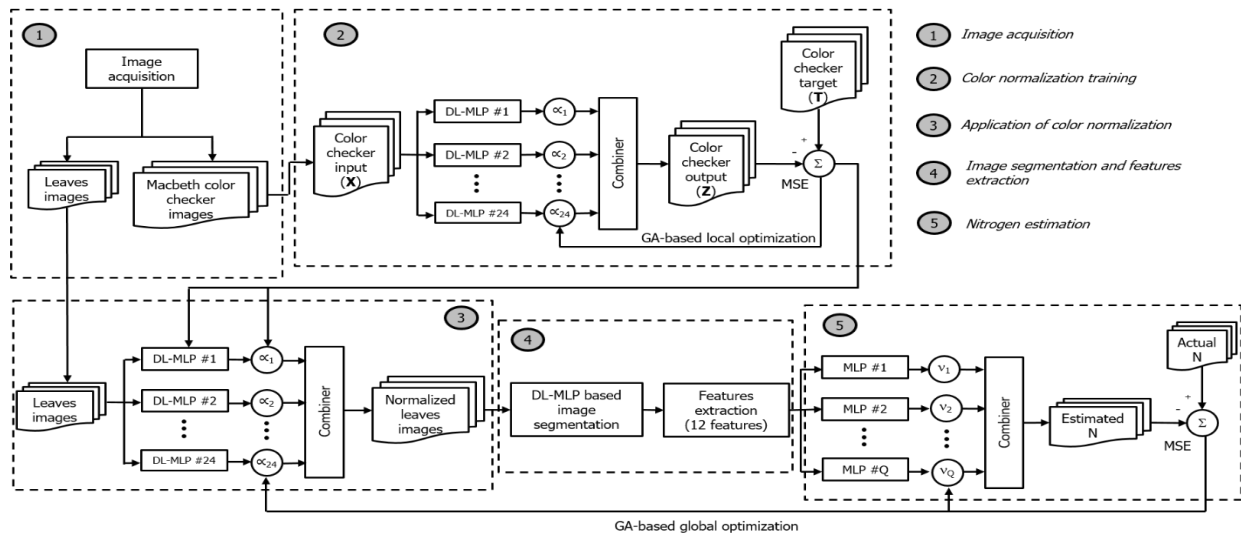 1
Image
acquisition
Leaves
images
Macbeth color
checker
images
2
Color
checker
input
(X)
DL-MLP #1
DL-MLP #2
DL-MLP #24
∝1
∝2
∝24
Combiner
Color
checker
output
(Z)
Color
checker
target
(T)
+
-
Σ
MSE
GA-based local optimization
1 Image acquisition
2 Color normalization training
3 Application of color normalization
4 Image segmentation and features
extraction
5 Nitrogen estimation
3
Leaves
images
DL-MLP #1
DL-MLP #2
DL-MLP #24
∝1
∝2
∝24
Combiner
Normalized
leaves
images
4
DL-MLP based
image
segmentation
Features
extraction
(12 features)
5
MLP #1
MLP #2
MLP #Q
ν1
ν2
νQ
Combiner
Estimated
N
Actual
N
+
-
Σ
MSE
GA-based global optimization